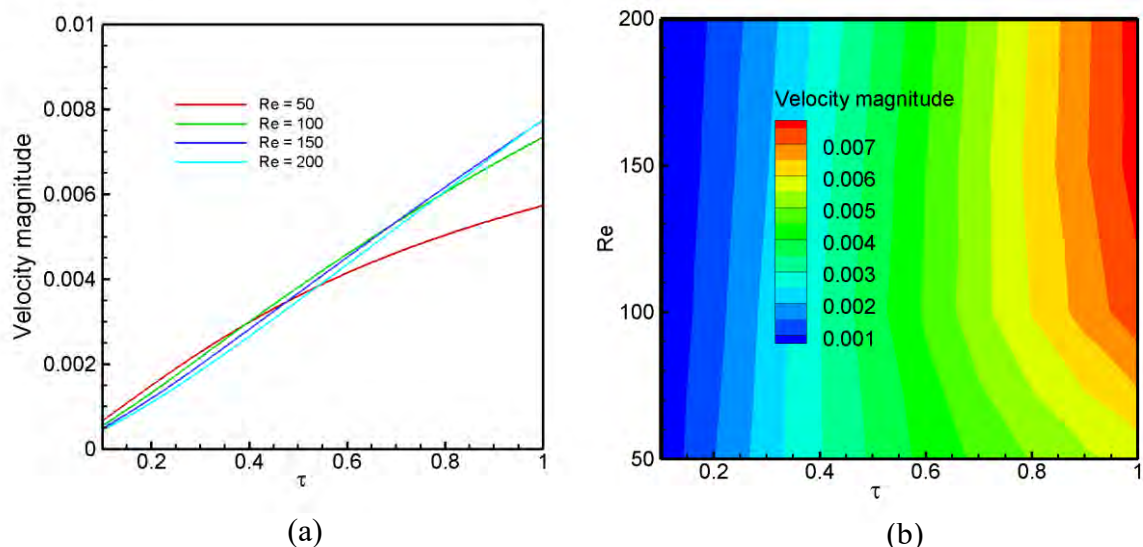 0.01
0.008
0.006
0.004
0.002
0
Velocity magnitude
Re = 50
Re = 100
Re = 150
Re = 200
0.2
0.4
0.6
0.8
1
τ
(a)
200
150
100
50
Re
Velocity magnitude
0.007
0.006
0.005
0.004
0.003
0.002
0.001
0.2
0.4
0.6
0.8
1
τ
(b)